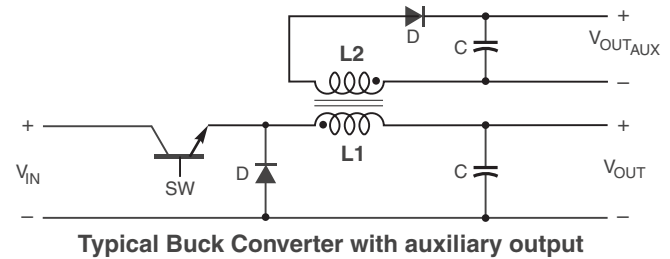 +
D
C
V_OUT_AUX
L2
−
+
+
L1
V_IN
SW
D
C
V_OUT
−
−
Typical Buck Converter with auxiliary output